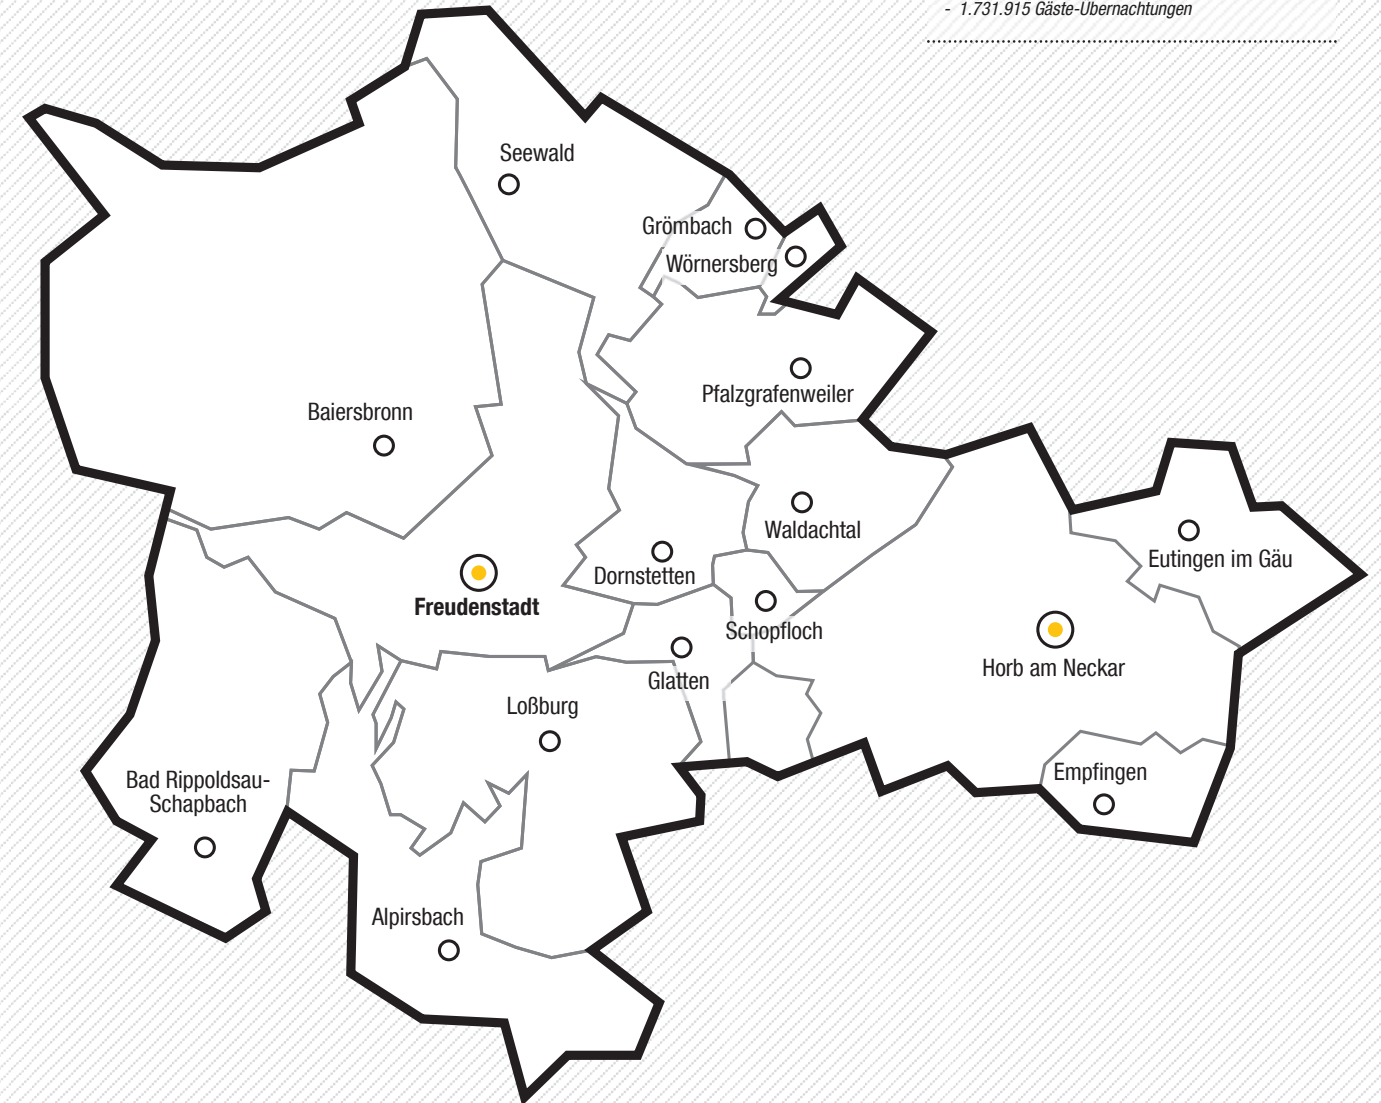 - 1.731.915 Gäste-Übernachtungen
Seewald
Grömbach
Wörnersberg
Pfalzgrafenweiler
Baiersbronn
Waldachtal
Eutingen im Gäu
Dornstetten
Freudenstadt
Schopfloch
Horb am Neckar
Glatten
Loßburg
Empfingen
Bad Rippoldsau-
Schapbach
Alpirsbach